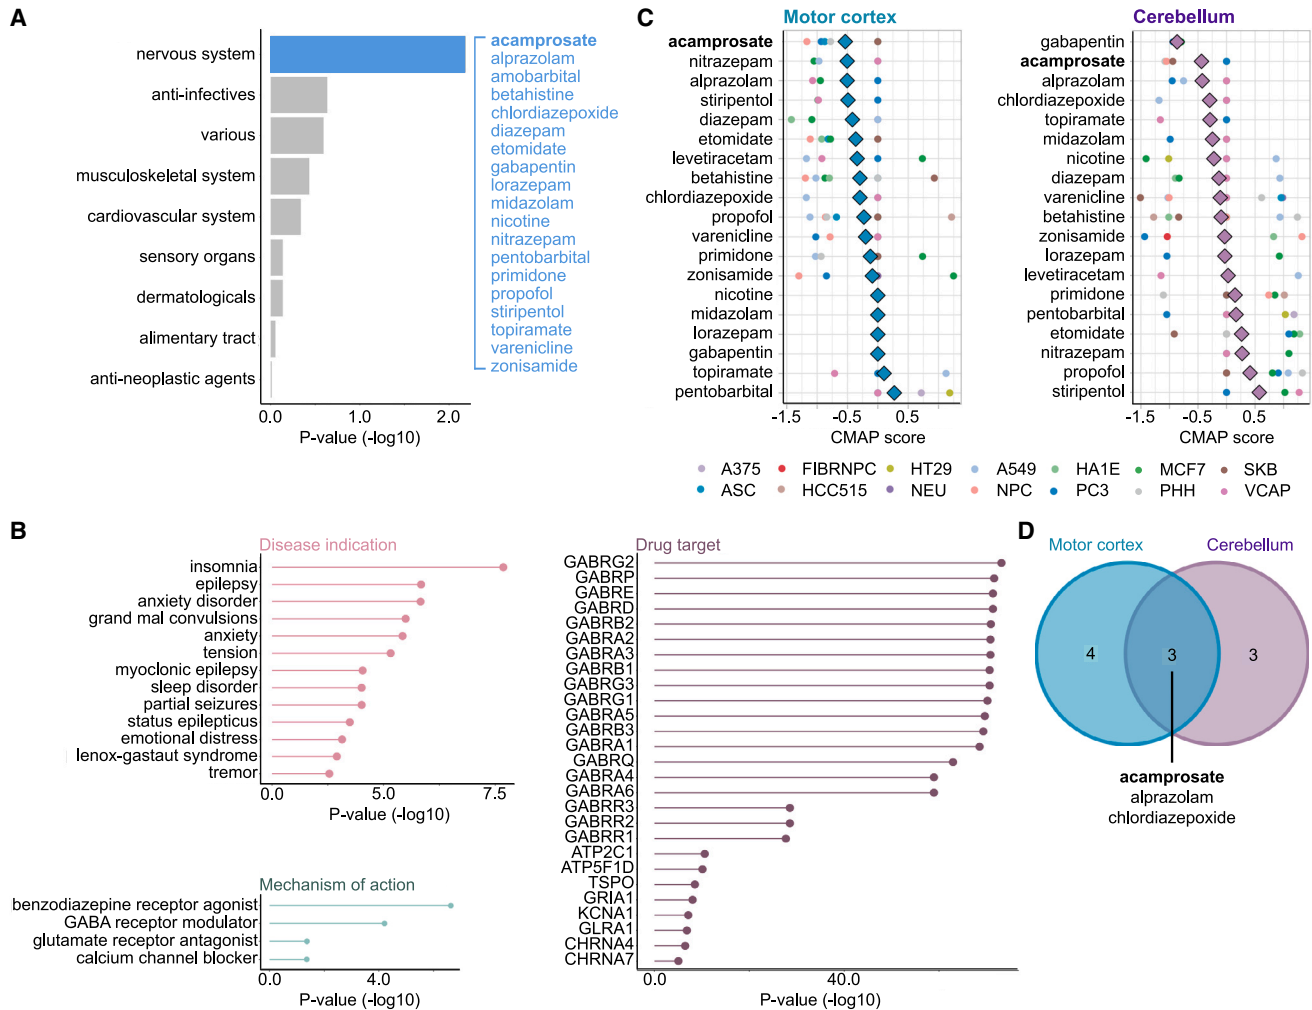 A
nervous system
anti-infectives
various
musculoskeletal system
cardiovascular system
sensory organs
dermatologicals
alimentary tract
anti-neoplastic agents
0.0
1.0
2.0
P-value (-log10)
acamprosate
alprazolam
amobarbital
betahistine
chlordiazepoxide
diazepam
etomidate
gabapentin
lorazepam
midazolam
nicotine
nitrazepam
pentobarbital
primidone
propofol
stiripentol
topiramate
varenicline
zonisamide
C
Motor cortex
acamprosate
nitrazepam
alprazolam
stiripentol
diazepam
etomidate
levetiracetam
betahistine
chlordiazepoxide
propofol
varenicline
primidone
zonisamide
nicotine
midazolam
lorazepam
gabapentin
topiramate
pentobarbital
-1.5
-0.5
0.5
CMAP score
Cerebellum
gabapentin
acamprosate
alprazolam
chlordiazepoxide
topiramate
midazolam
nicotine
diazepam
varenicline
betahistine
zonisamide
lorazepam
levetiracetam
primidone
pentobarbital
etomidate
nitrazepam
propofol
stiripentol
-1.5
-0.5
0.5
CMAP score
A375
FIBRNPC
HT29
A549
HA1E
MCF7
SKB
ASC
HCC515
NEU
NPC
PC3
PHH
VCAP
B
Disease indication
insomnia
epilepsy
anxiety disorder
grand mal convulsions
anxiety
tension
myoclonic epilepsy
sleep disorder
partial seizures
status epilepticus
emotional distress
lenox-gastaut syndrome
tremor
0.0
5.0
7.5
P-value (-log10)
Mechanism of action
benzodiazepine receptor agonist
GABA receptor modulator
glutamate receptor antagonist
calcium channel blocker
0.0
4.0
P-value (-log10)
Drug target
GABRG2
GABRP
GABRE
GABRD
GABRB2
GABRA2
GABRA3
GABRB1
GABRG3
GABRG1
GABRA5
GABRB3
GABRA1
GABRQ
GABRA4
GABRA6
GABRR3
GABRR2
GABRR1
ATP2C1
ATP5F1D
TSPO
GRIA1
KCNA1
GLRA1
CHRNA4
CHRNA7
0.0
40.0
P-value (-log10)
D
Motor cortex
Cerebellum
4
3
3
acamprosate
alprazolam
chlordiazepoxide